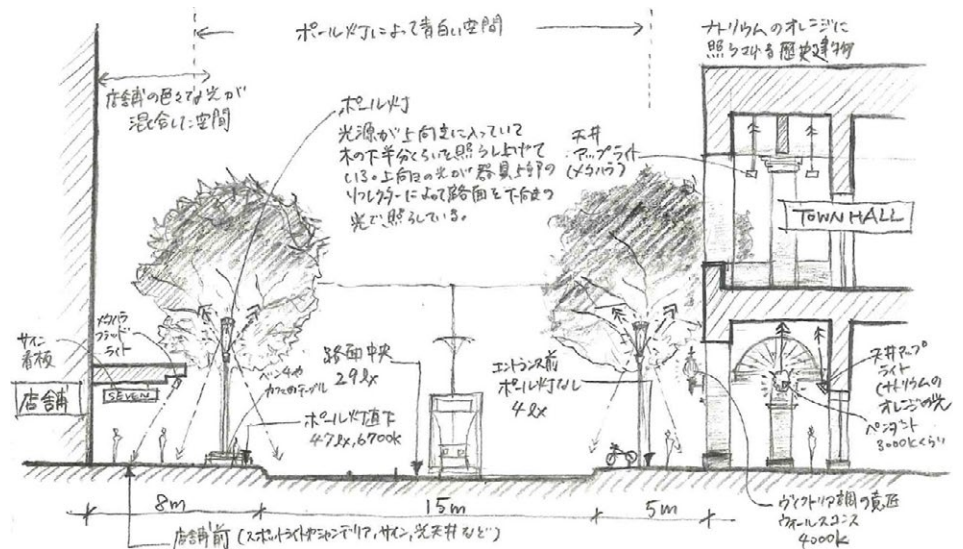 ポール灯によって青白い空間
ナトリウムのオレンジに
照らされる歴史建物
店舗の色々な光が
混合した空間
ポール灯
光源が上向きに入っていて
木の下半分くらいを照らし上げて
いる。上向きの光が器具上部の
リフレクターによって路面を下向きの
光で照らしている。
天井
アップライト
(メタハラ)
TOWN HALL
メタハラ
フラッド
ライト
サイン
看板
店舗
SEVEN
ベンチや
カフェのテーブル
路面中央
29lx
ポール灯直下
47lx, 6700k
エントランス前
ポール灯なし
4lx
天井アップ
ライト
(ナトリウムの
オレンジの光
ペンダント
3000kくらい
8m
15m
5m
店舗前 (スポットライトやシャンデリア, サイン, 光天井など)
ヴィクトリア調の意匠
ウォールスコンス
4000k